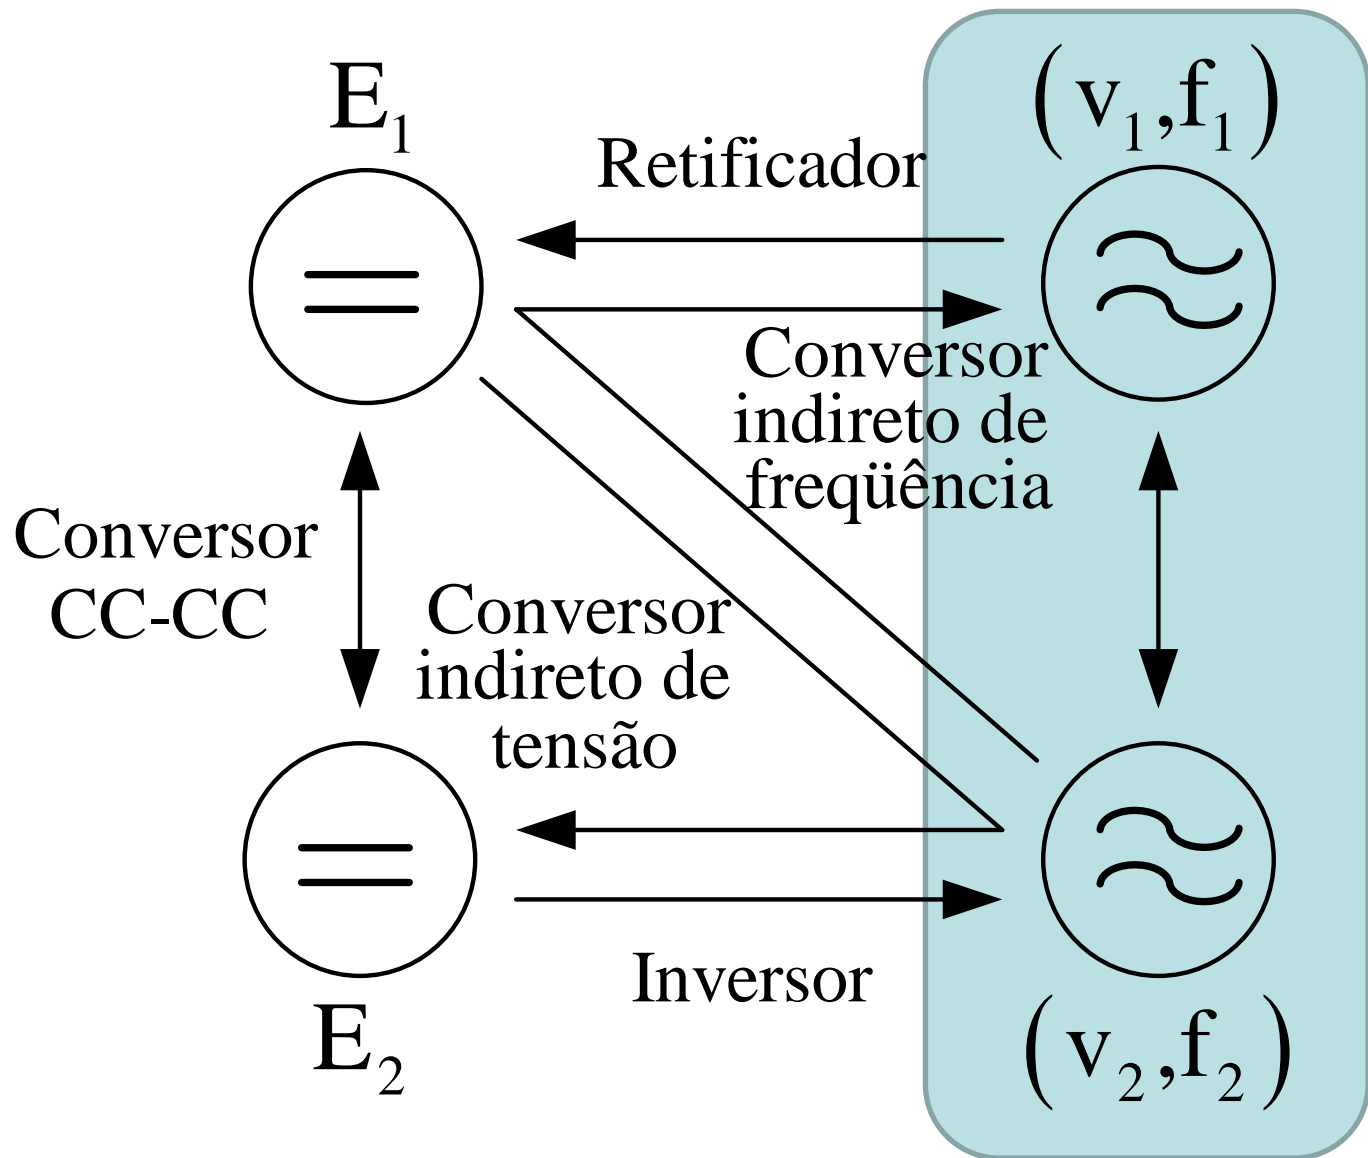 E₁
(v₁,f₁)
Retificador
Conversor
indireto de
freqüência
Conversor
CC-CC
Conversor
indireto de
tensão
Inversor
E₂
(v₂,f₂)